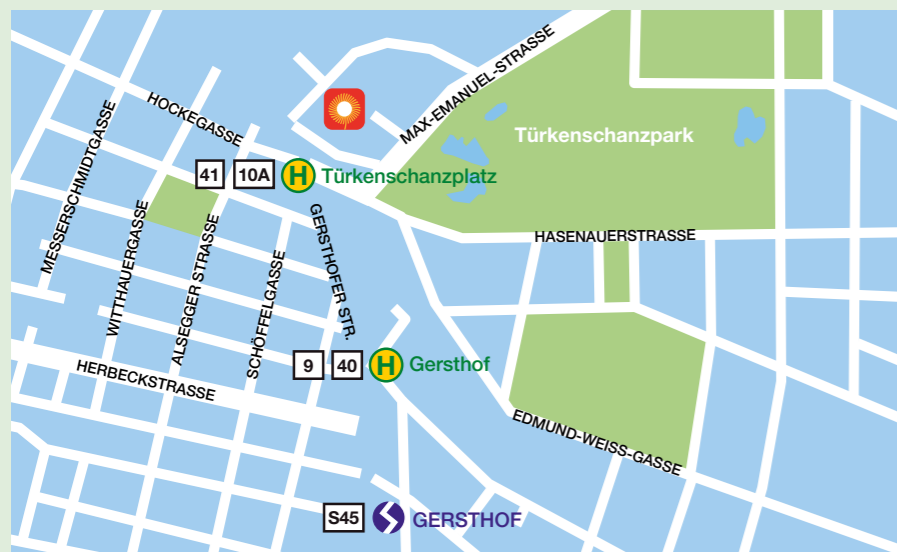 MAX-EMANUEL-STRASSE
HOCKEGASSE
Türkenschanzpark
MESSERSCHMIDTGASSE
41 10A H Türkenschanzplatz
WITTHAUERGASSE
ALSEGGER STRASSE
SCHÖFFELGASSE
GERSTHOFER STR.
HASENAUERSTRASSE
9 40 H Gersthof
HERBECKSTRASSE
EDMUND-WEISS-GASSE
S45 GERSTHOF